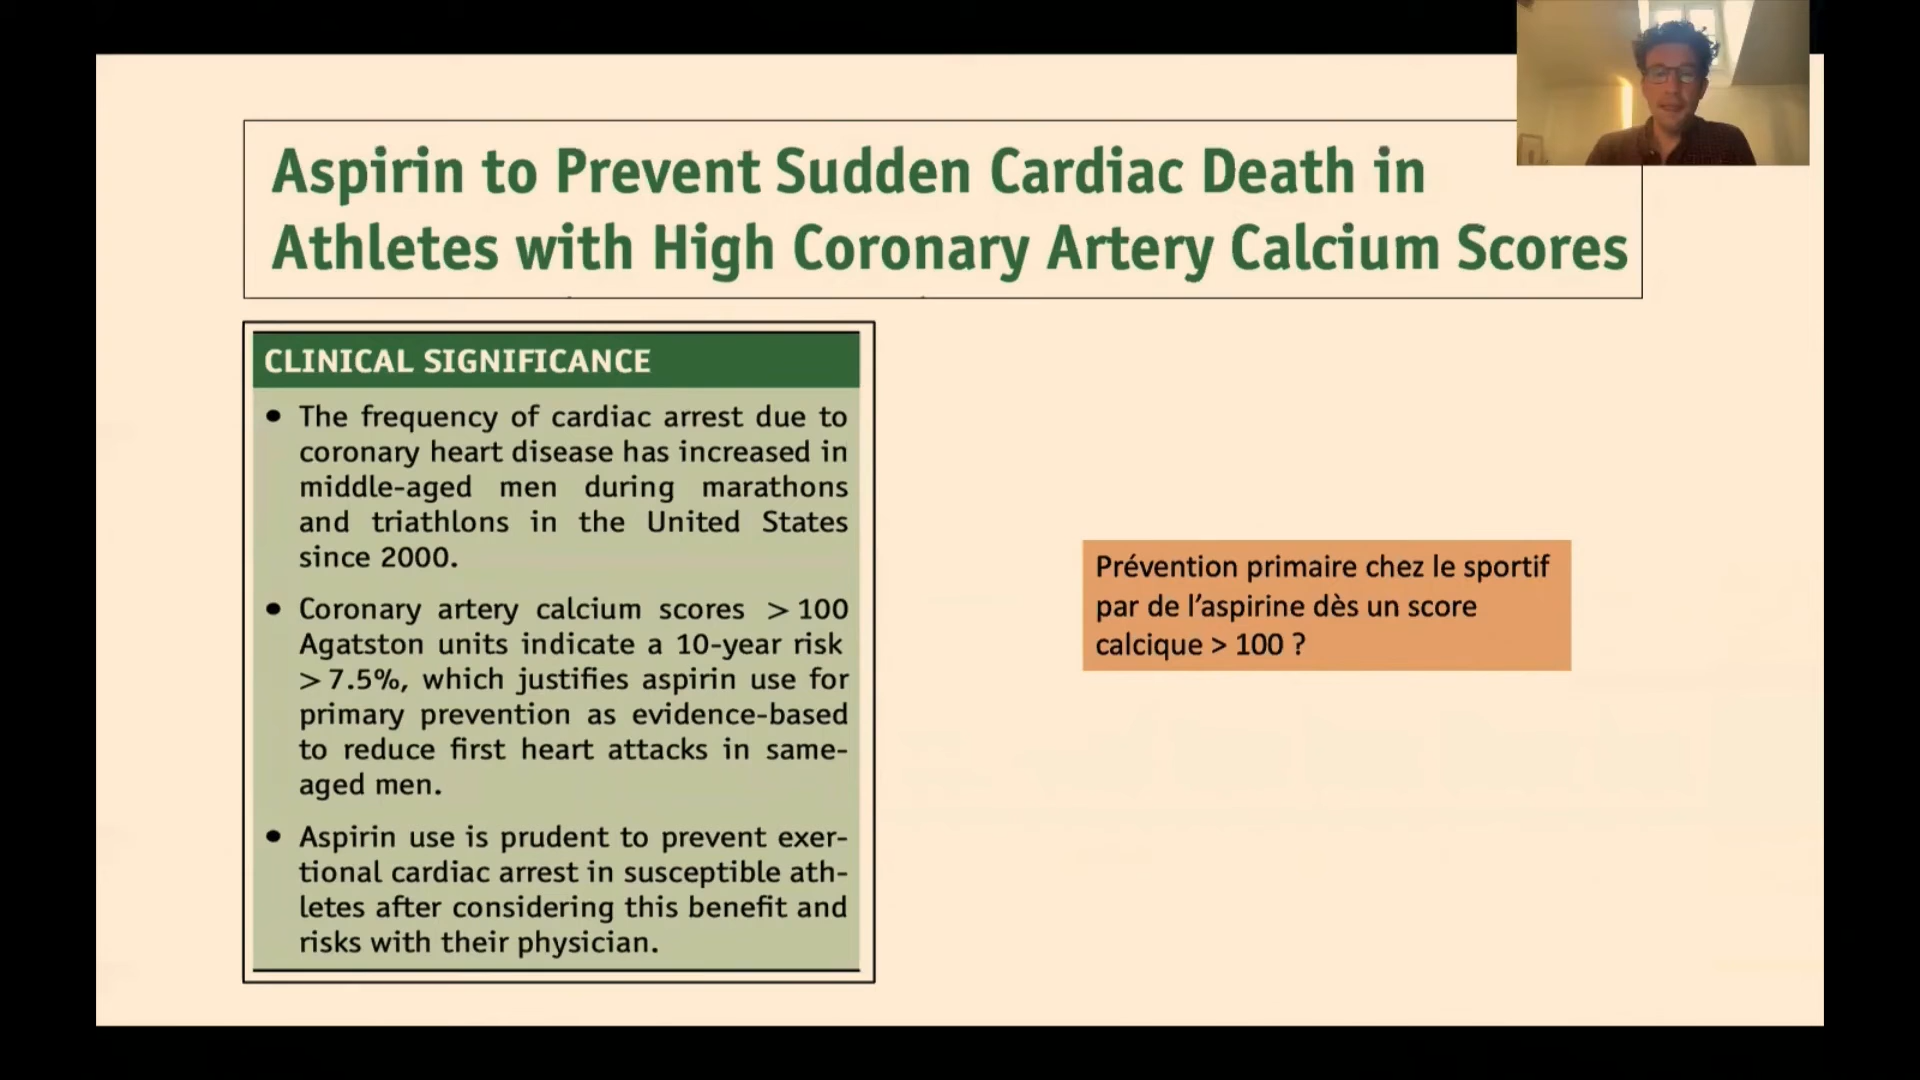 Aspirin to Prevent Sudden Cardiac Death in
Athletes with High Coronary Artery Calcium Scores
CLINICAL SIGNIFICANCE
• The frequency of cardiac arrest due to
coronary heart disease has increased in
middle-aged men during marathons
and triathlons in the United States
since 2000.
• Coronary artery calcium scores > 100
Agatston units indicate a 10-year risk
> 7.5%, which justifies aspirin use for
primary prevention as evidence-based
to reduce first heart attacks in same-
aged men.
• Aspirin use is prudent to prevent exer-
tional cardiac arrest in susceptible ath-
letes after considering this benefit and
risks with their physician.
Prévention primaire chez le sportif
par de l’aspirine dès un score
calcique > 100 ?